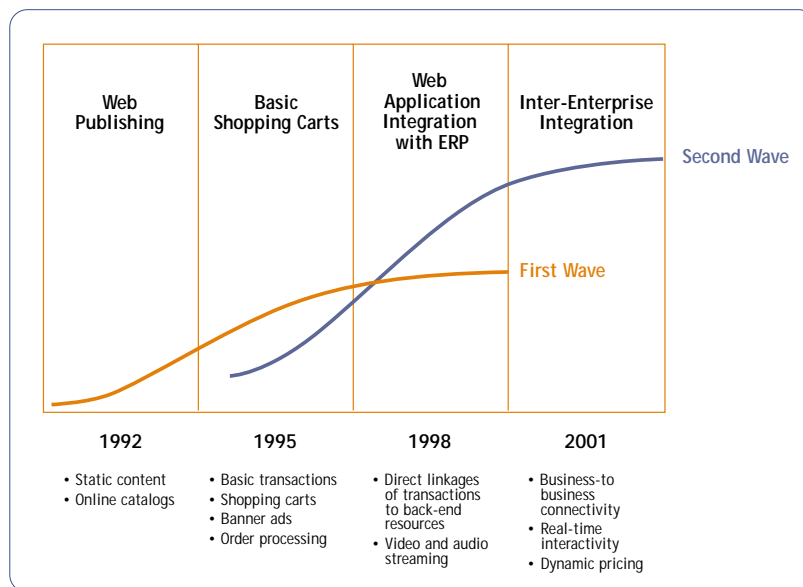 Web
Publishing
Basic
Shopping Carts
Web
Application
Integration
with ERP
Inter-Enterprise
Integration
Second Wave
First Wave
1992
• Static content
• Online catalogs
1995
• Basic transactions
• Shopping carts
• Banner ads
• Order processing
1998
• Direct linkages
of transactions
to back-end
resources
• Video and audio
streaming
2001
• Business-to
business
connectivity
• Real-time
interactivity
• Dynamic pricing